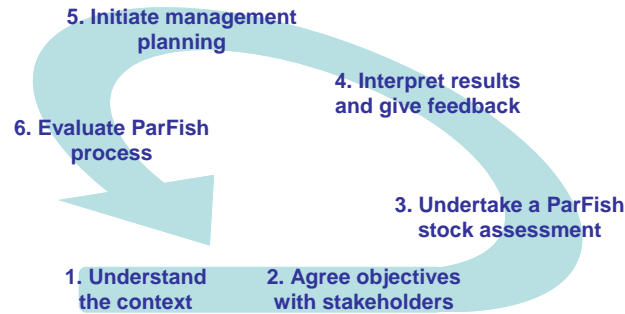 5. Initiate management
planning
4. Interpret results
and give feedback
6. Evaluate ParFish
process
3. Undertake a ParFish
stock assessment
1. Understand
the context
2. Agree objectives
with stakeholders